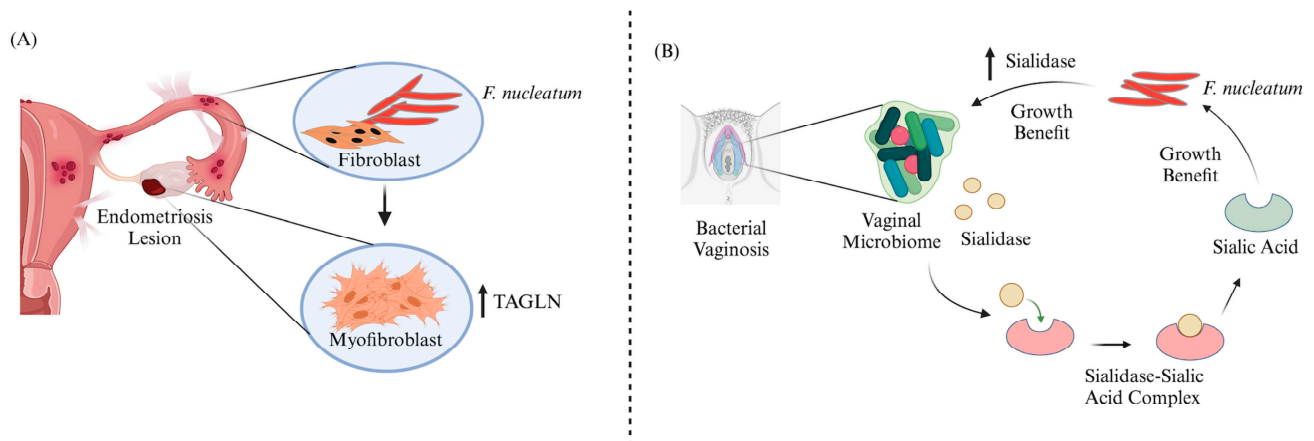 (A)
F. nucleatum
Fibroblast
Endometriosis
Lesion
TAGLN
Myofibroblast
(B)
Sialidase
F. nucleatum
Growth
Benefit
Growth
Benefit
Bacterial
Vaginosis
Vaginal
Microbiome
Sialidase
Sialic Acid
Sialidase-Sialic
Acid Complex